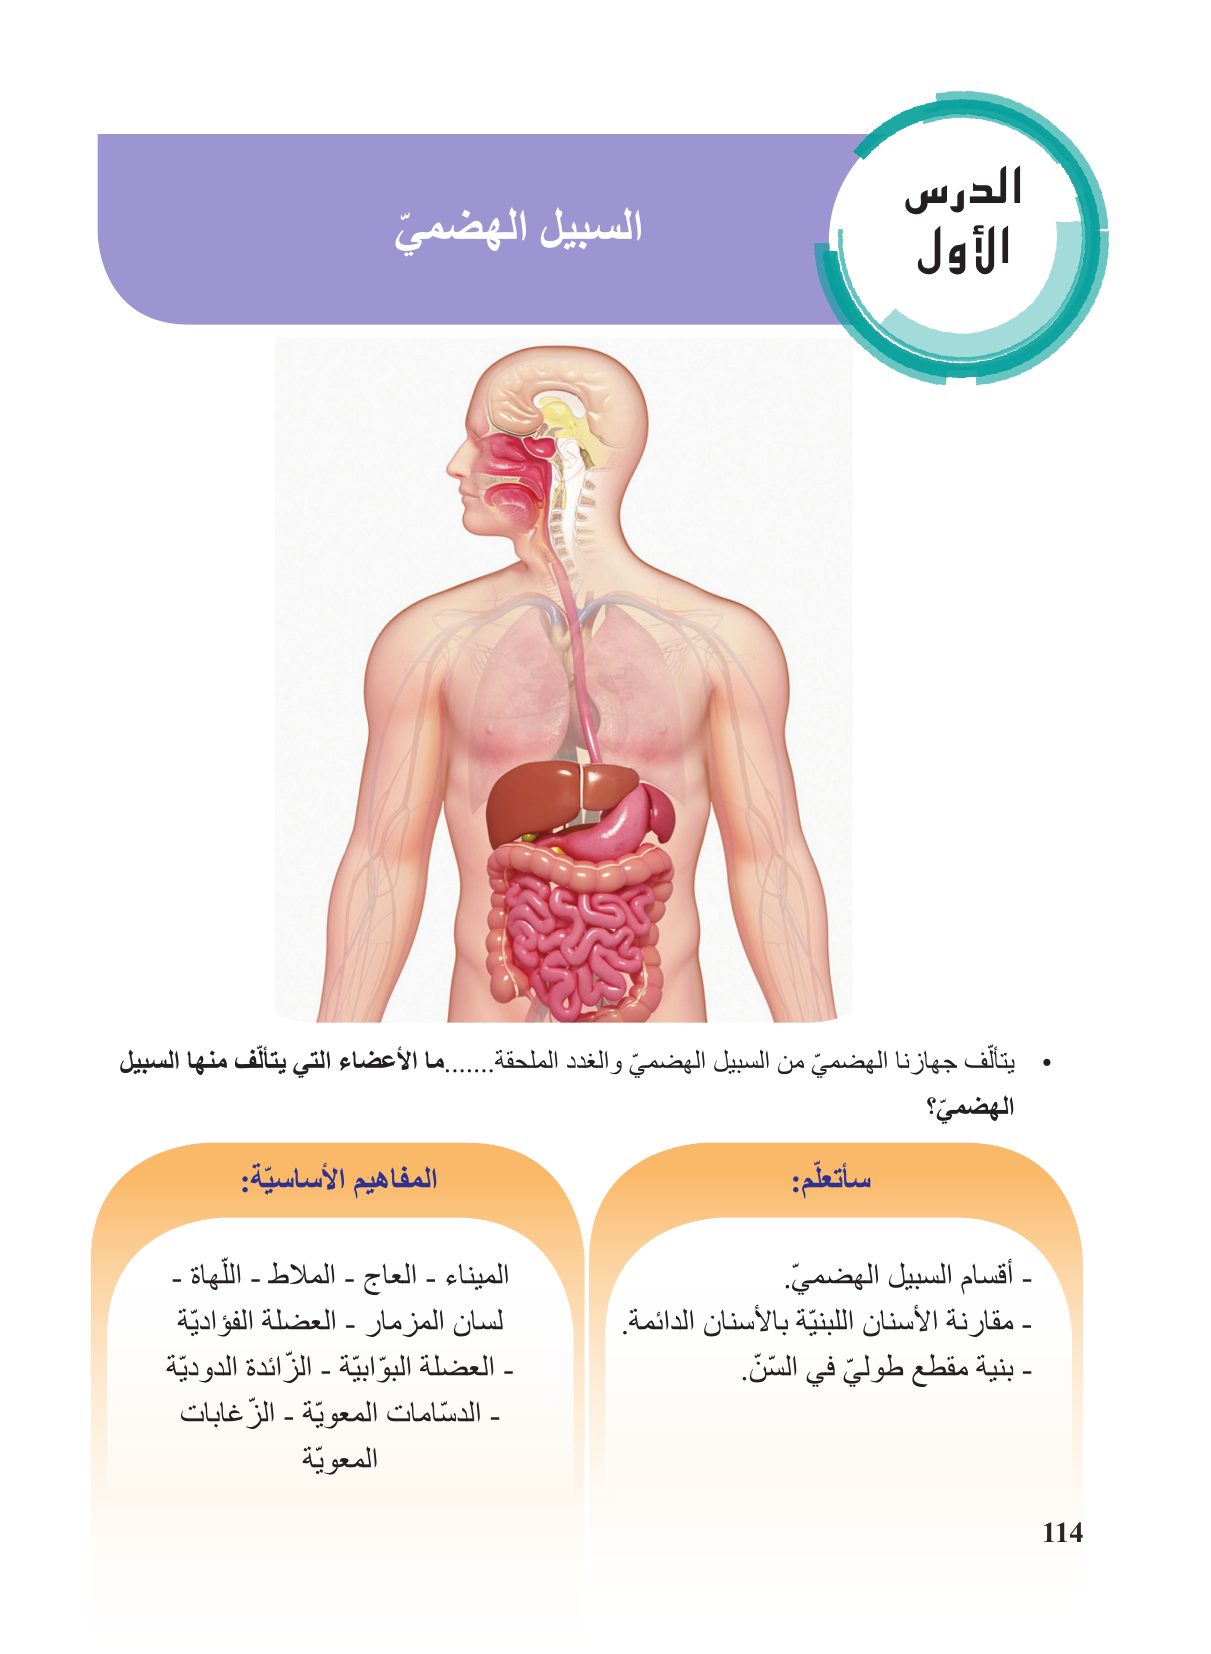 الدرس
الأول
السبيل الهضميّ
• يتألّف جهازنا الهضميّ من السبيل الهضميّ والغدد الملحقة.......ما الأعضاء التي يتألّف منها السبيل
الهضميّ؟
سأتعلّم:
- أقسام السبيل الهضميّ.
- مقارنة الأسنان اللبنيّة بالأسنان الدائمة.
- بنية مقطع طوليّ في السّنّ.
المفاهيم الأساسيّة:
الميناء - العاج - الملاط - اللّهاة -
لسان المزمار - العضلة الفؤاديّة
- العضلة البوّابيّة - الزّائدة الدوديّة
- الدسّامات المعويّة - الزّغابات
المعويّة
114